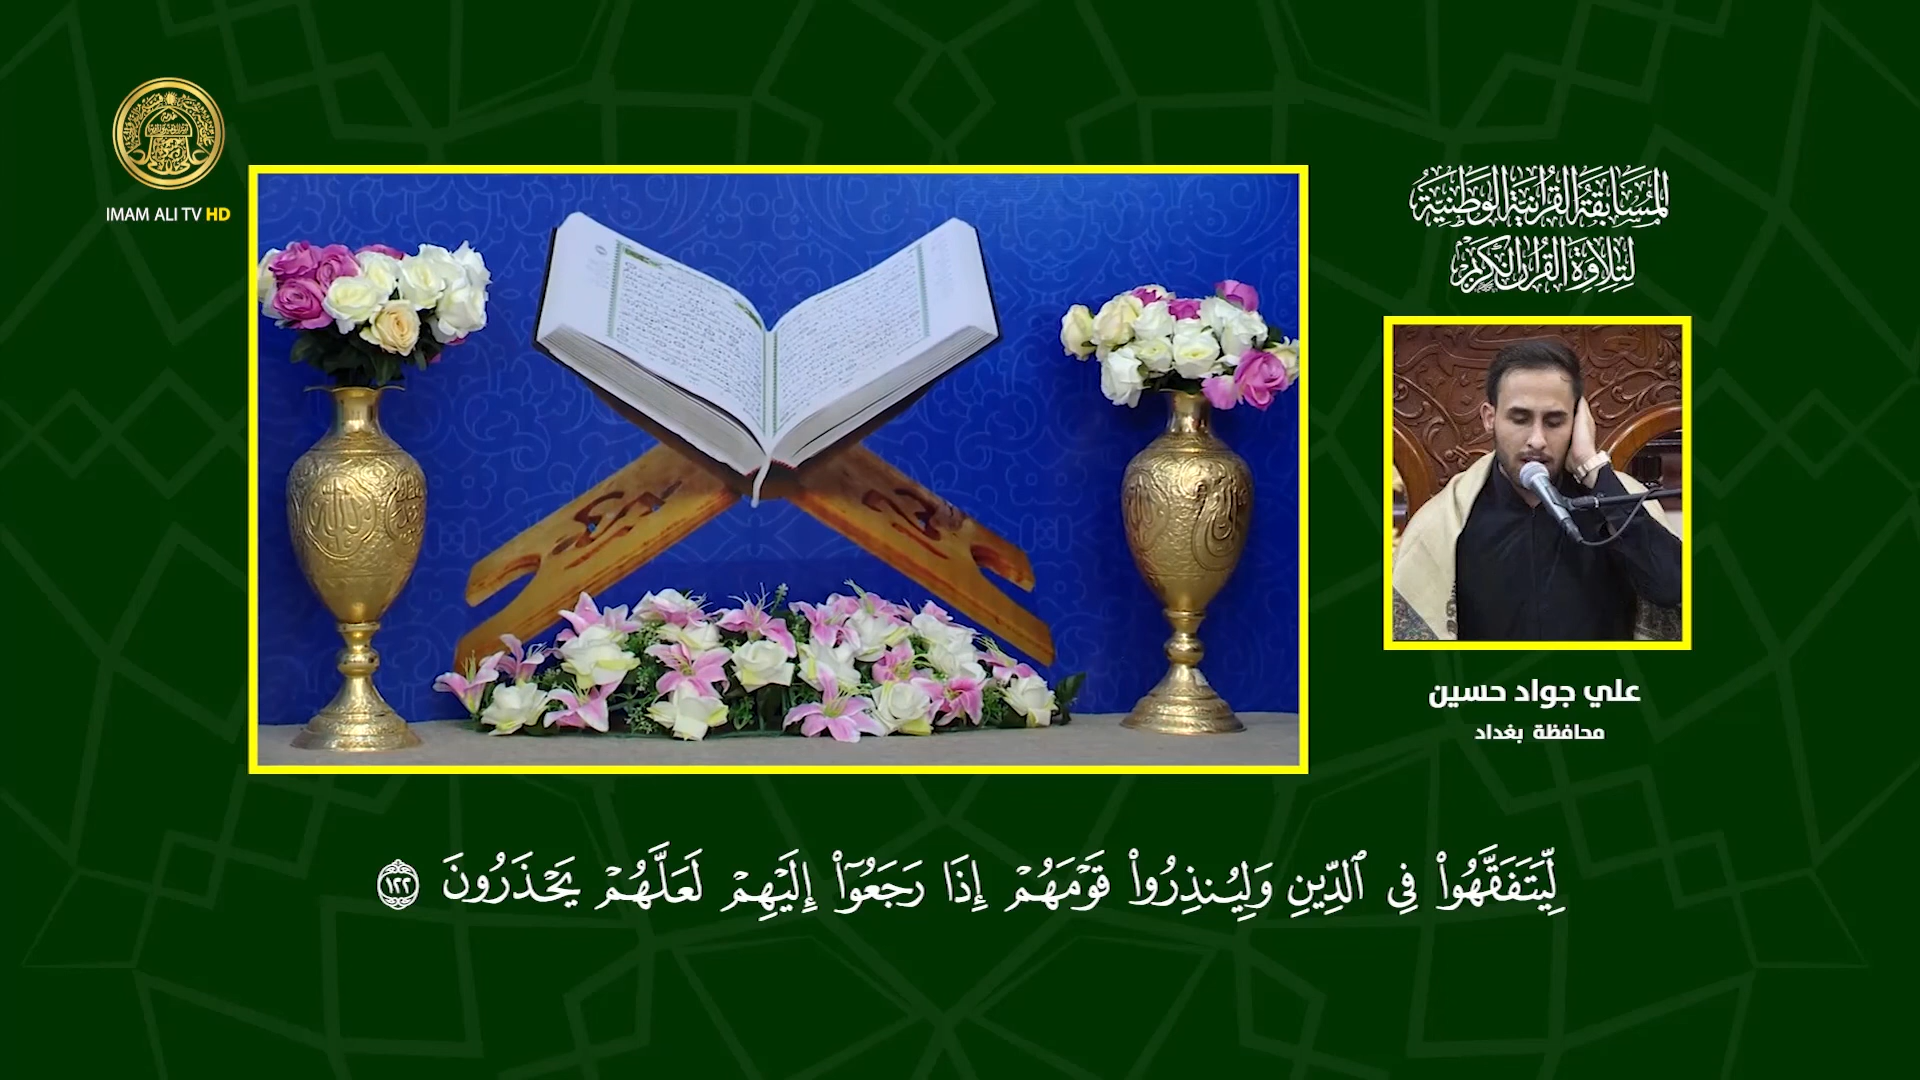 IMAM ALI TV HD
المسابقة القرآنية الوطنية
لتلاوة القرآن الكريم
علي جواد حسين
محافظة بغداد
لِّيَتَفَقَّهُوا۟ فِى ٱلدِّينِ وَلِيُنذِرُوا۟ قَوْمَهُمْ إِذَا رَجَعُوٓا۟ إِلَيْهِمْ لَعَلَّهُمْ يَحْذَرُونَ ١٢٢